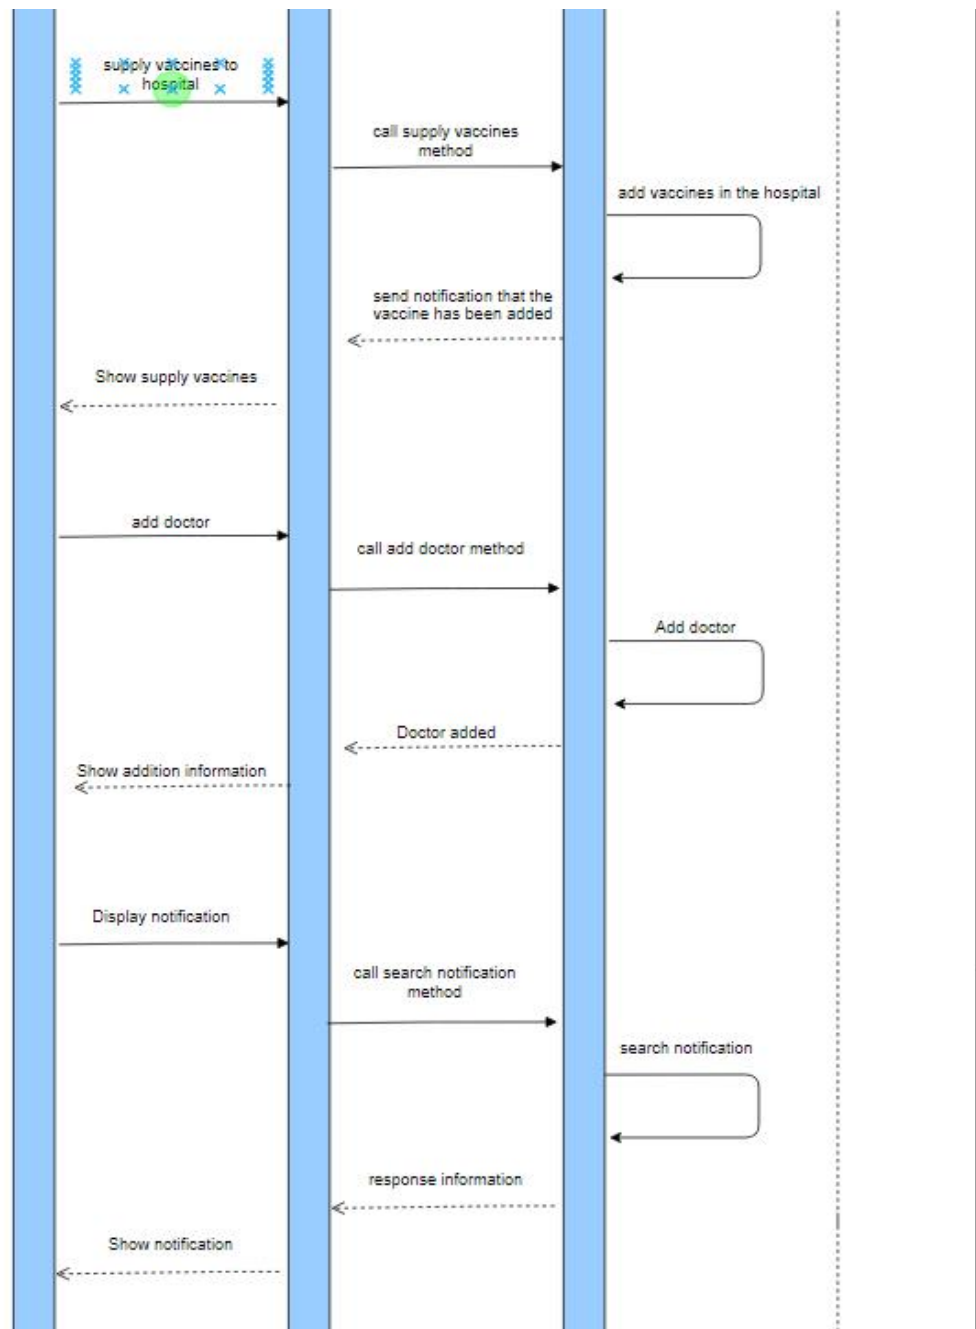 supply vaccines to
hospital
call supply vaccines
method
add vaccines in the hospital
send notification that the
vaccine has been added
Show supply vaccines
add doctor
call add doctor method
Add doctor
Doctor added
Show addition information
Display notification
call search notification
method
search notification
response information
Show notification